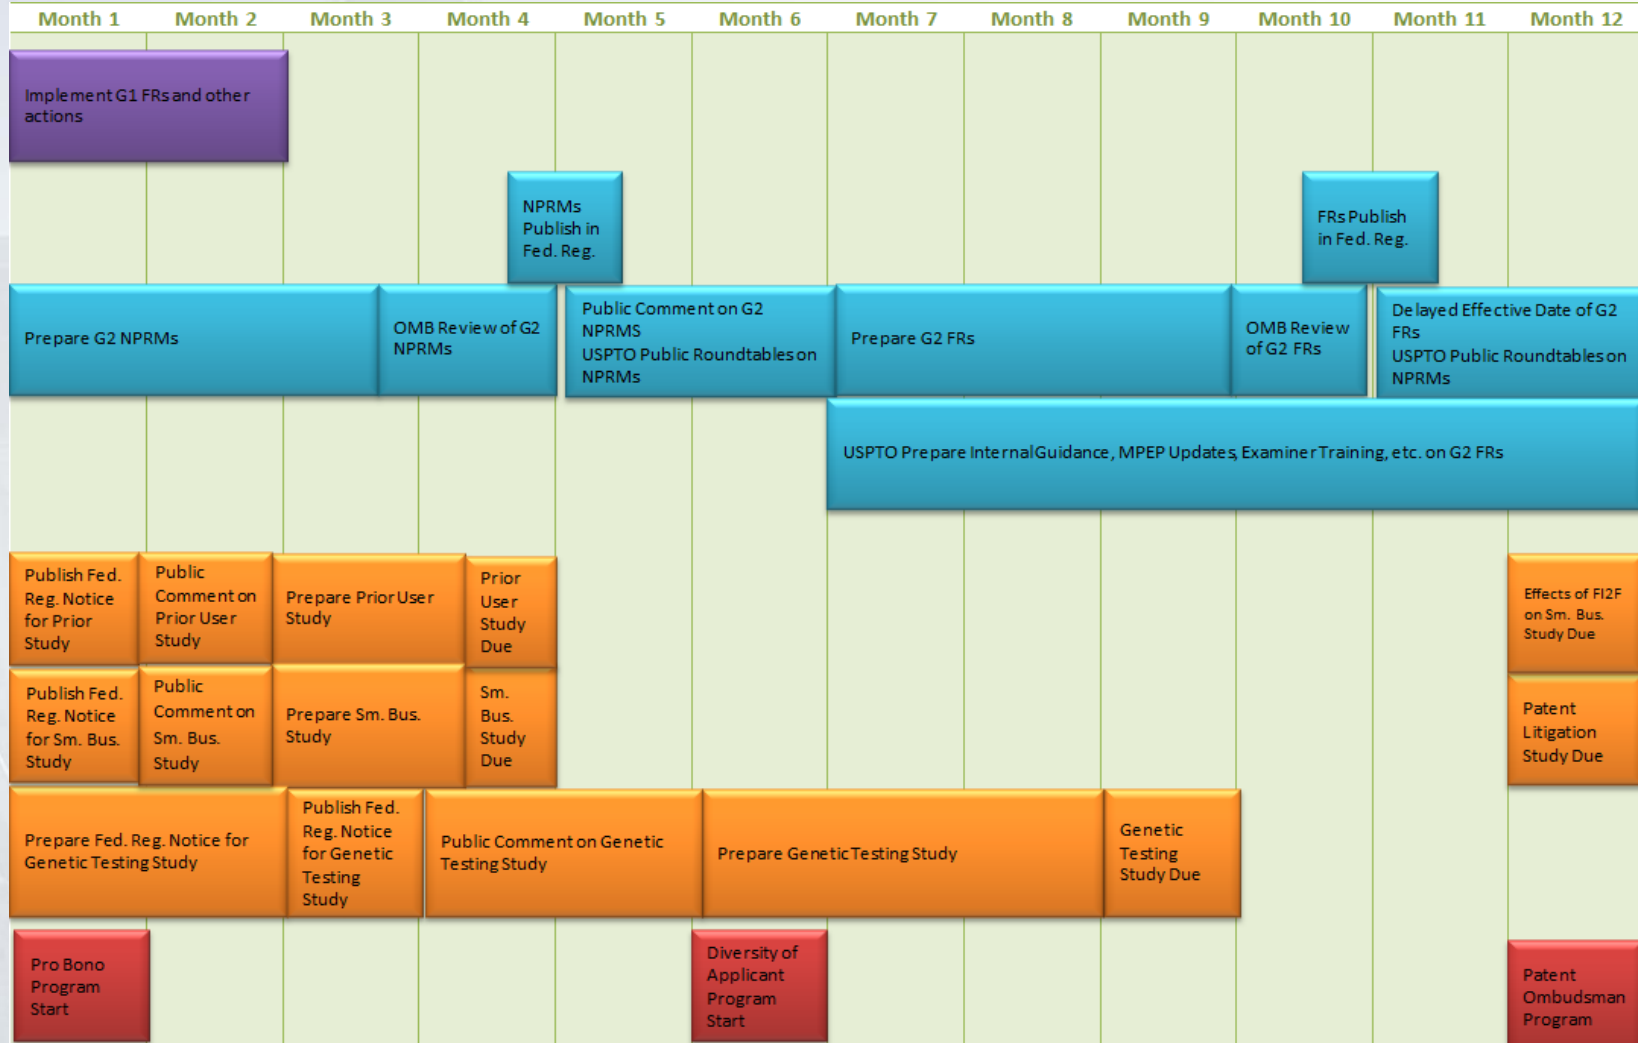 Month 1 Month 2 Month 3 Month 4 Month 5 Month 6 Month 7 Month 8 Month 9 Month 10 Month 11 Month 12
Implement G1 FRs and other
actions
NPRMs
Publish in
Fed. Reg.
FRs Publish
in Fed. Reg.
Prepare G2 NPRMs
OMB Review of G2
NPRMs
Public Comment on G2
NPRMS
USPTO Public Roundtables on
NPRMs
Prepare G2 FRs
OMB Review
of G2 FRs
Delayed Effective Date of G2
FRs
USPTO Public Roundtables on
NPRMs
USPTO Prepare Internal Guidance, MPEP Updates, Examiner Training, etc. on G2 FRs
Publish Fed.
Reg. Notice
for Prior
Study
Public
Comment on
Prior User
Study
Prepare Prior User
Study
Prior
User
Study
Due
Effects of FI2F
on Sm. Bus.
Study Due
Publish Fed.
Reg. Notice
for Sm. Bus.
Study
Public
Comment on
Sm. Bus.
Study
Prepare Sm. Bus.
Study
Sm.
Bus.
Study
Due
Patent
Litigation
Study Due
Prepare Fed. Reg. Notice for
Genetic Testing Study
Publish Fed.
Reg. Notice
for Genetic
Testing
Study
Public Comment on Genetic
Testing Study
Prepare Genetic Testing Study
Genetic
Testing
Study Due
Pro Bono
Program
Start
Diversity of
Applicant
Program
Start
Patent
Ombudsman
Program